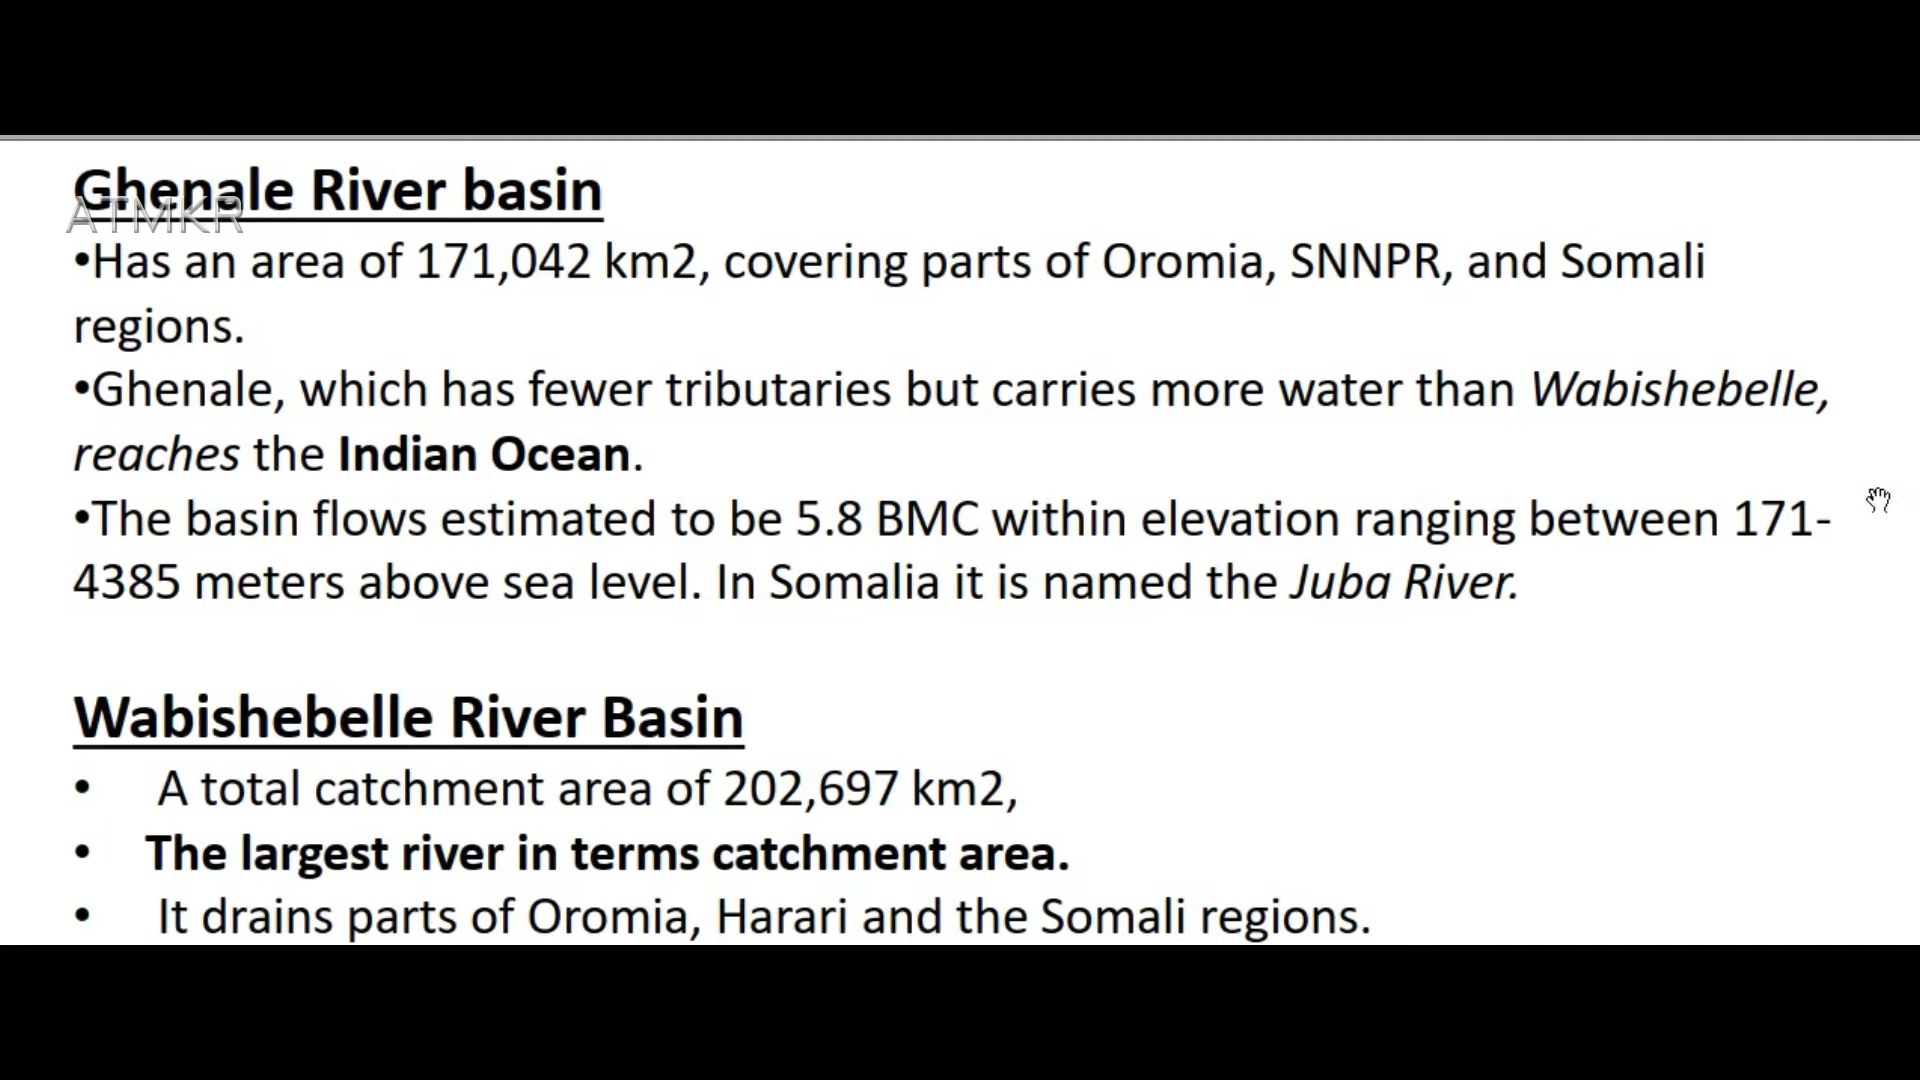 Ghenale River basin
ATMKR
•Has an area of 171,042 km2, covering parts of Oromia, SNNPR, and Somali
regions.
•Ghenale, which has fewer tributaries but carries more water than Wabishebelle,
reaches the Indian Ocean.
•The basin flows estimated to be 5.8 BMC within elevation ranging between 171-
4385 meters above sea level. In Somalia it is named the Juba River.
Wabishebelle River Basin
• A total catchment area of 202,697 km2,
• The largest river in terms catchment area.
• It drains parts of Oromia, Harari and the Somali regions.